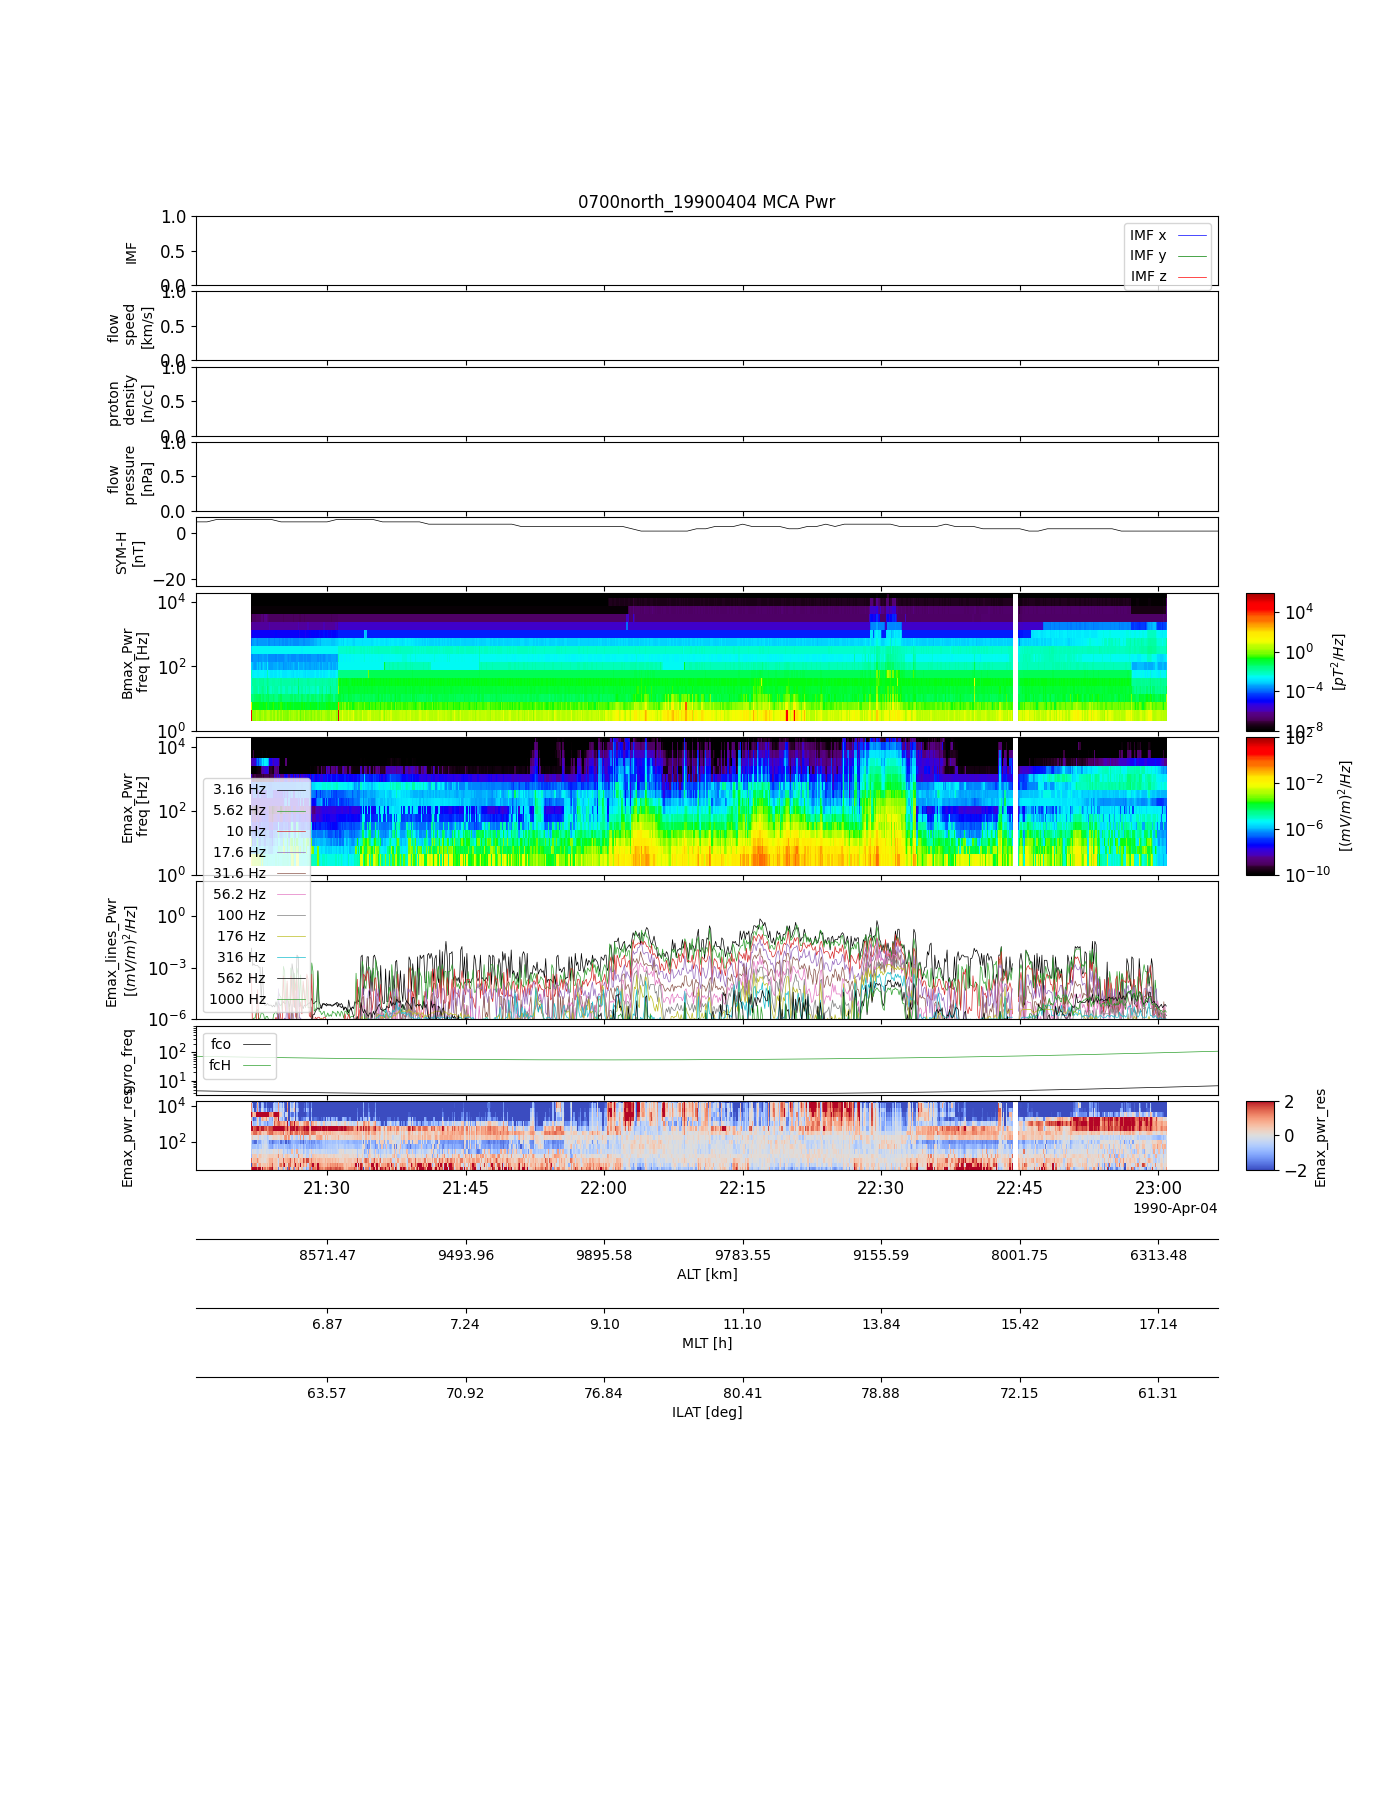 0700north_19900404 MCA Pwr
1.0
0.5
0.0
IMF
IMF x
IMF y
IMF z
1.0
0.5
0.0
flow
speed
[km/s]
1.0
0.5
0.0
proton
density
[n/cc]
1.0
0.5
0.0
flow
pressure
[nPa]
0
−20
SYM-H
[nT]
10^4
10^2
10^0
Bmax_Pwr
freq [Hz]
10^4
10^0
10^−4
10^−8
[pT^2/Hz]
10^4
10^2
10^0
Emax_Pwr
freq [Hz]
10^2
10^−2
10^−6
10^−10
[(mV/m)^2/Hz]
3.16 Hz
5.62 Hz
10 Hz
17.6 Hz
31.6 Hz
56.2 Hz
100 Hz
176 Hz
316 Hz
562 Hz
1000 Hz
10^0
10^−3
10^−6
Emax_lines_Pwr
[(mV/m)^2/Hz]
10^2
10^1
gyro_freq
fco
fcH
10^4
10^2
Emax_pwr_res
2
0
−2
Emax_pwr_res
21:30 21:45 22:00 22:15 22:30 22:45 23:00
1990-Apr-04
8571.47 9493.96 9895.58 9783.55 9155.59 8001.75 6313.48
ALT [km]
6.87 7.24 9.10 11.10 13.84 15.42 17.14
MLT [h]
63.57 70.92 76.84 80.41 78.88 72.15 61.31
ILAT [deg]